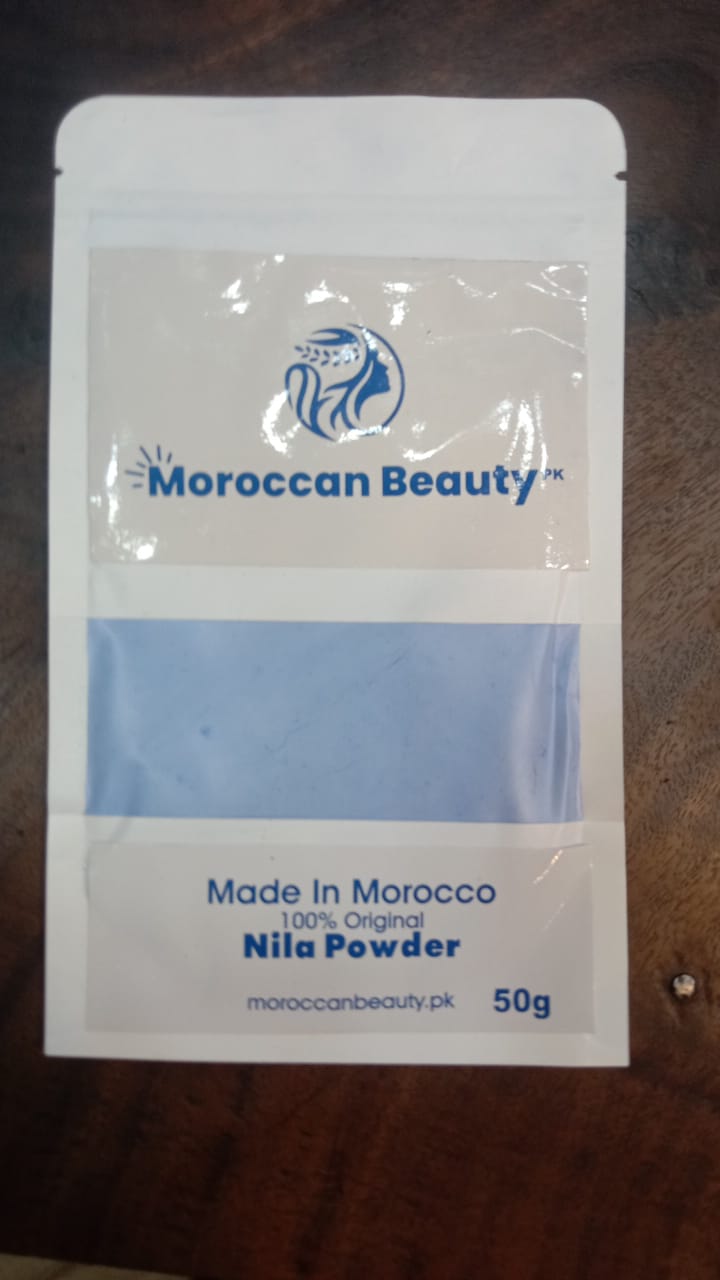 Moroccan Beauty PK
Made In Morocco
100% Original
Nila Powder
moroccanbeauty.pk 50g